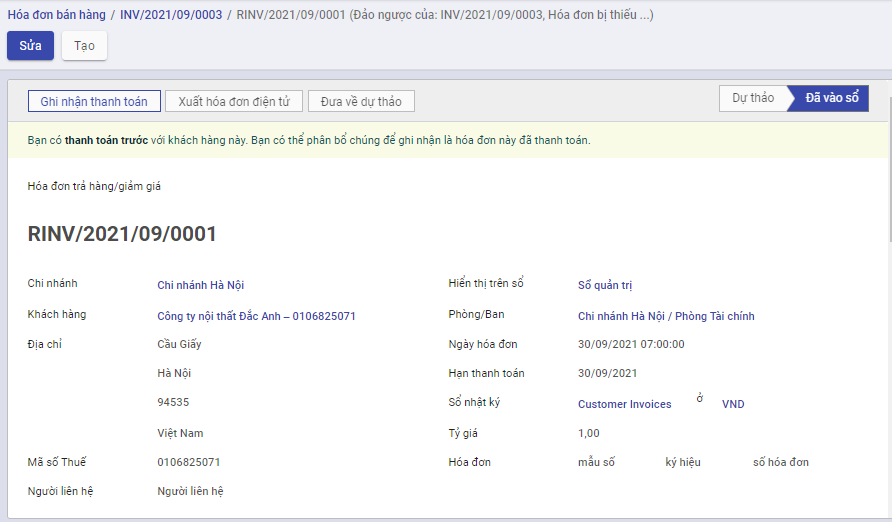 Hóa đơn bán hàng / INV/2021/09/0003 / RINV/2021/09/0001 (Đảo ngược của: INV/2021/09/0003, Hóa đơn bị thiếu ...)
Sửa Tạo
Ghi nhận thanh toán Xuất hóa đơn điện tử Đưa về dự thảo Dự thảo Đã vào sổ
Bạn có thanh toán trước với khách hàng này. Bạn có thể phân bổ chúng để ghi nhận là hóa đơn này đã thanh toán.
Hóa đơn trả hàng/giảm giá
RINV/2021/09/0001
Chi nhánh Chi nhánh Hà Nội Hiển thị trên sổ Sổ quản trị
Khách hàng Công ty nội thất Đắc Anh – 0106825071 Phòng/Ban Chi nhánh Hà Nội / Phòng Tài chính
Địa chỉ Cầu Giấy Ngày hóa đơn 30/09/2021 07:00:00
Hà Nội Hạn thanh toán 30/09/2021
94535 Sổ nhật ký Customer Invoices ở VND
Việt Nam Tỷ giá 1,00
Mã số Thuế 0106825071 Hóa đơn mẫu số ký hiệu số hóa đơn
Người liên hệ Người liên hệ